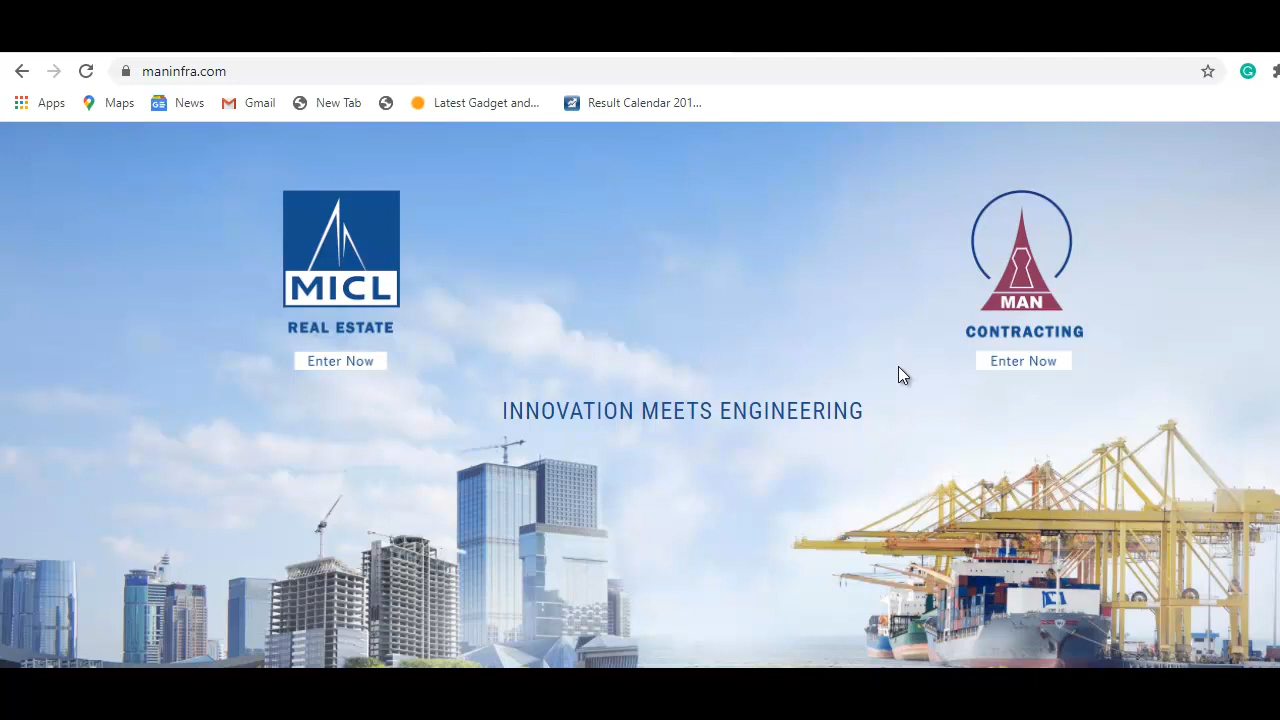 maninfra.com
Apps Maps News Gmail New Tab Latest Gadget and... Result Calendar 201...
MICL
REAL ESTATE
Enter Now
MAN
CONTRACTING
Enter Now
INNOVATION MEETS ENGINEERING